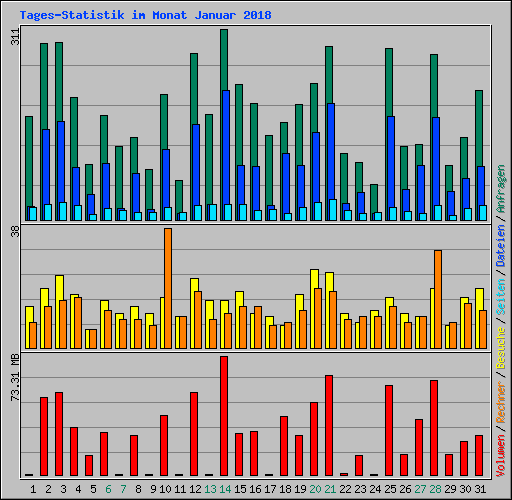 Tages-Statistik im Monat Januar 2018
311
38
73.31 MB
Volumen / Rechner / Besuche / Seiten / Dateien / Anfragen
1 2 3 4 5 6 7 8 9 10 11 12 13 14 15 16 17 18 19 20 21 22 23 24 25 26 27 28 29 30 31